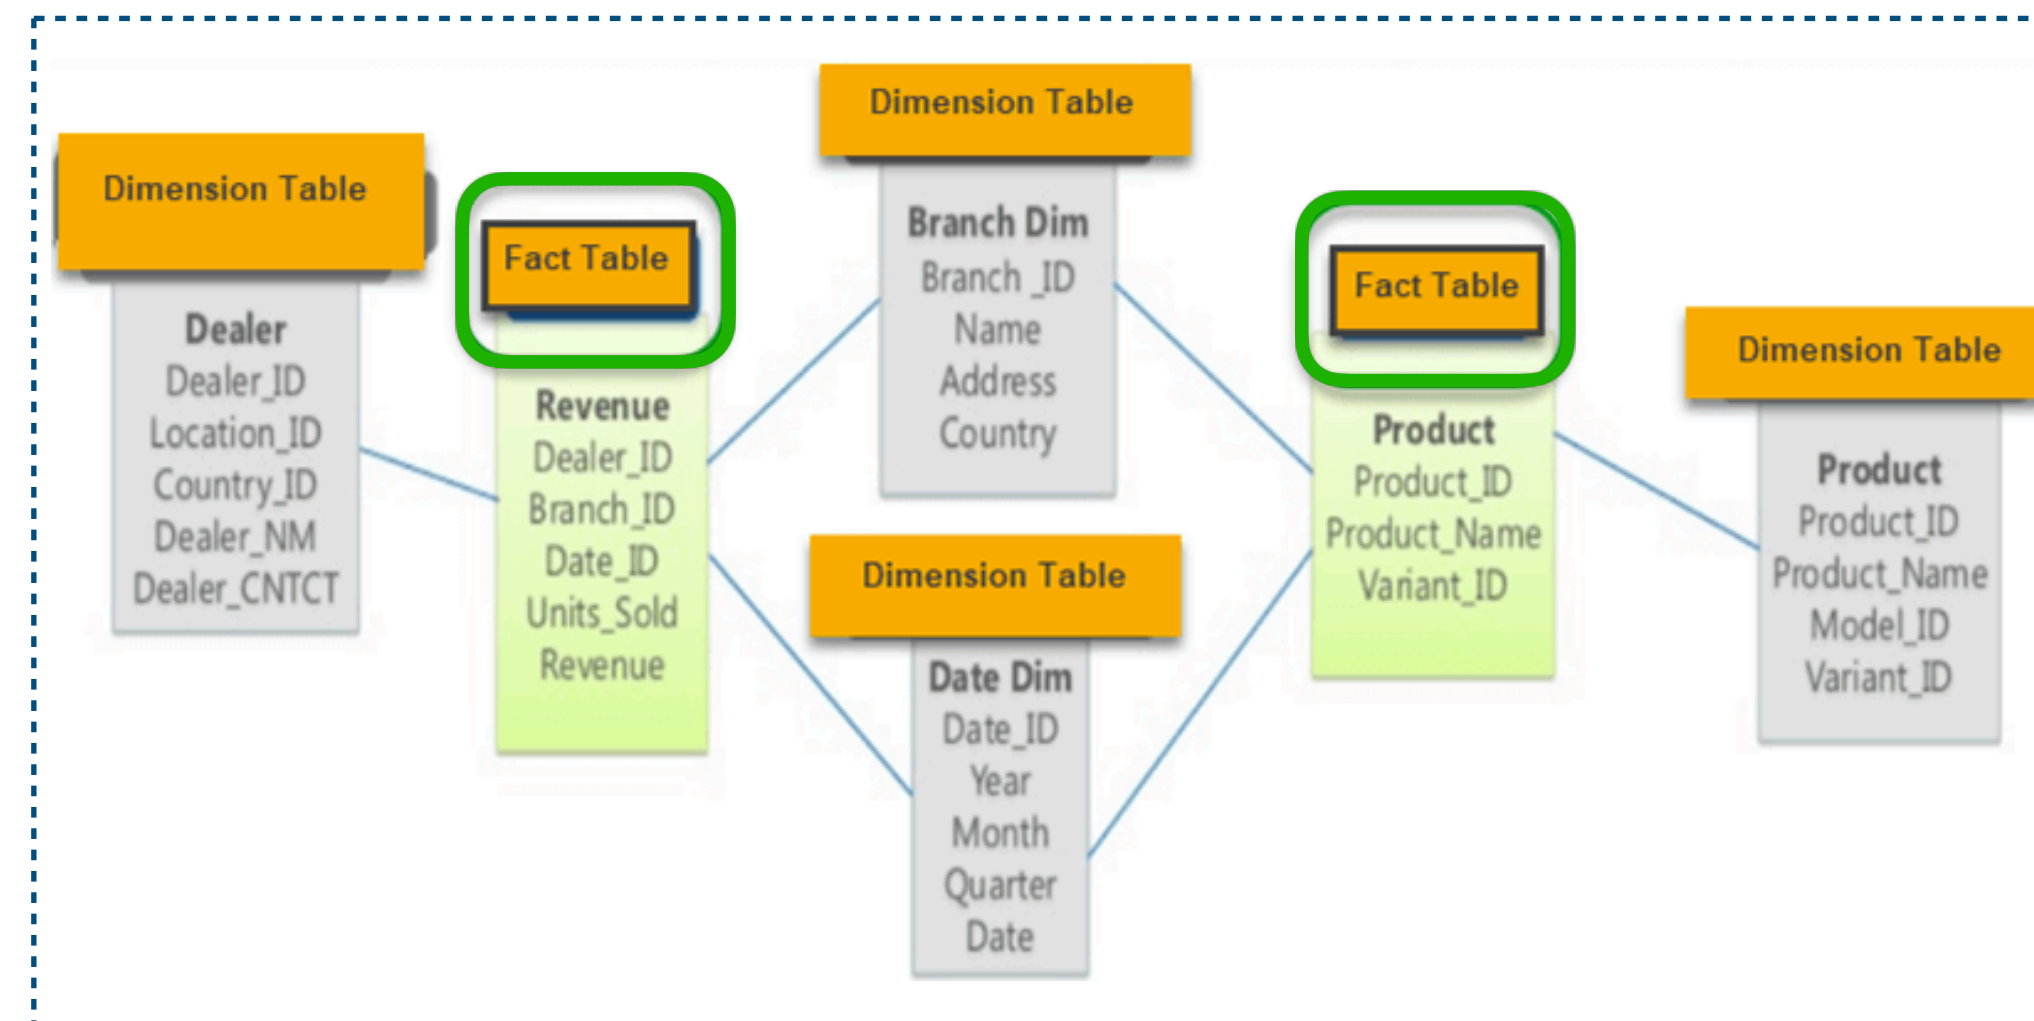 Dimension Table
Dealer
Dealer_ID
Location_ID
Country_ID
Dealer_NM
Dealer_CNTCT
Fact Table
Revenue
Dealer_ID
Branch_ID
Date_ID
Units_Sold
Revenue
Dimension Table
Branch Dim
Branch _ID
Name
Address
Country
Dimension Table
Date Dim
Date_ID
Year
Month
Quarter
Date
Fact Table
Product
Product_ID
Product_Name
Variant_ID
Dimension Table
Product
Product_ID
Product_Name
Model_ID
Variant_ID